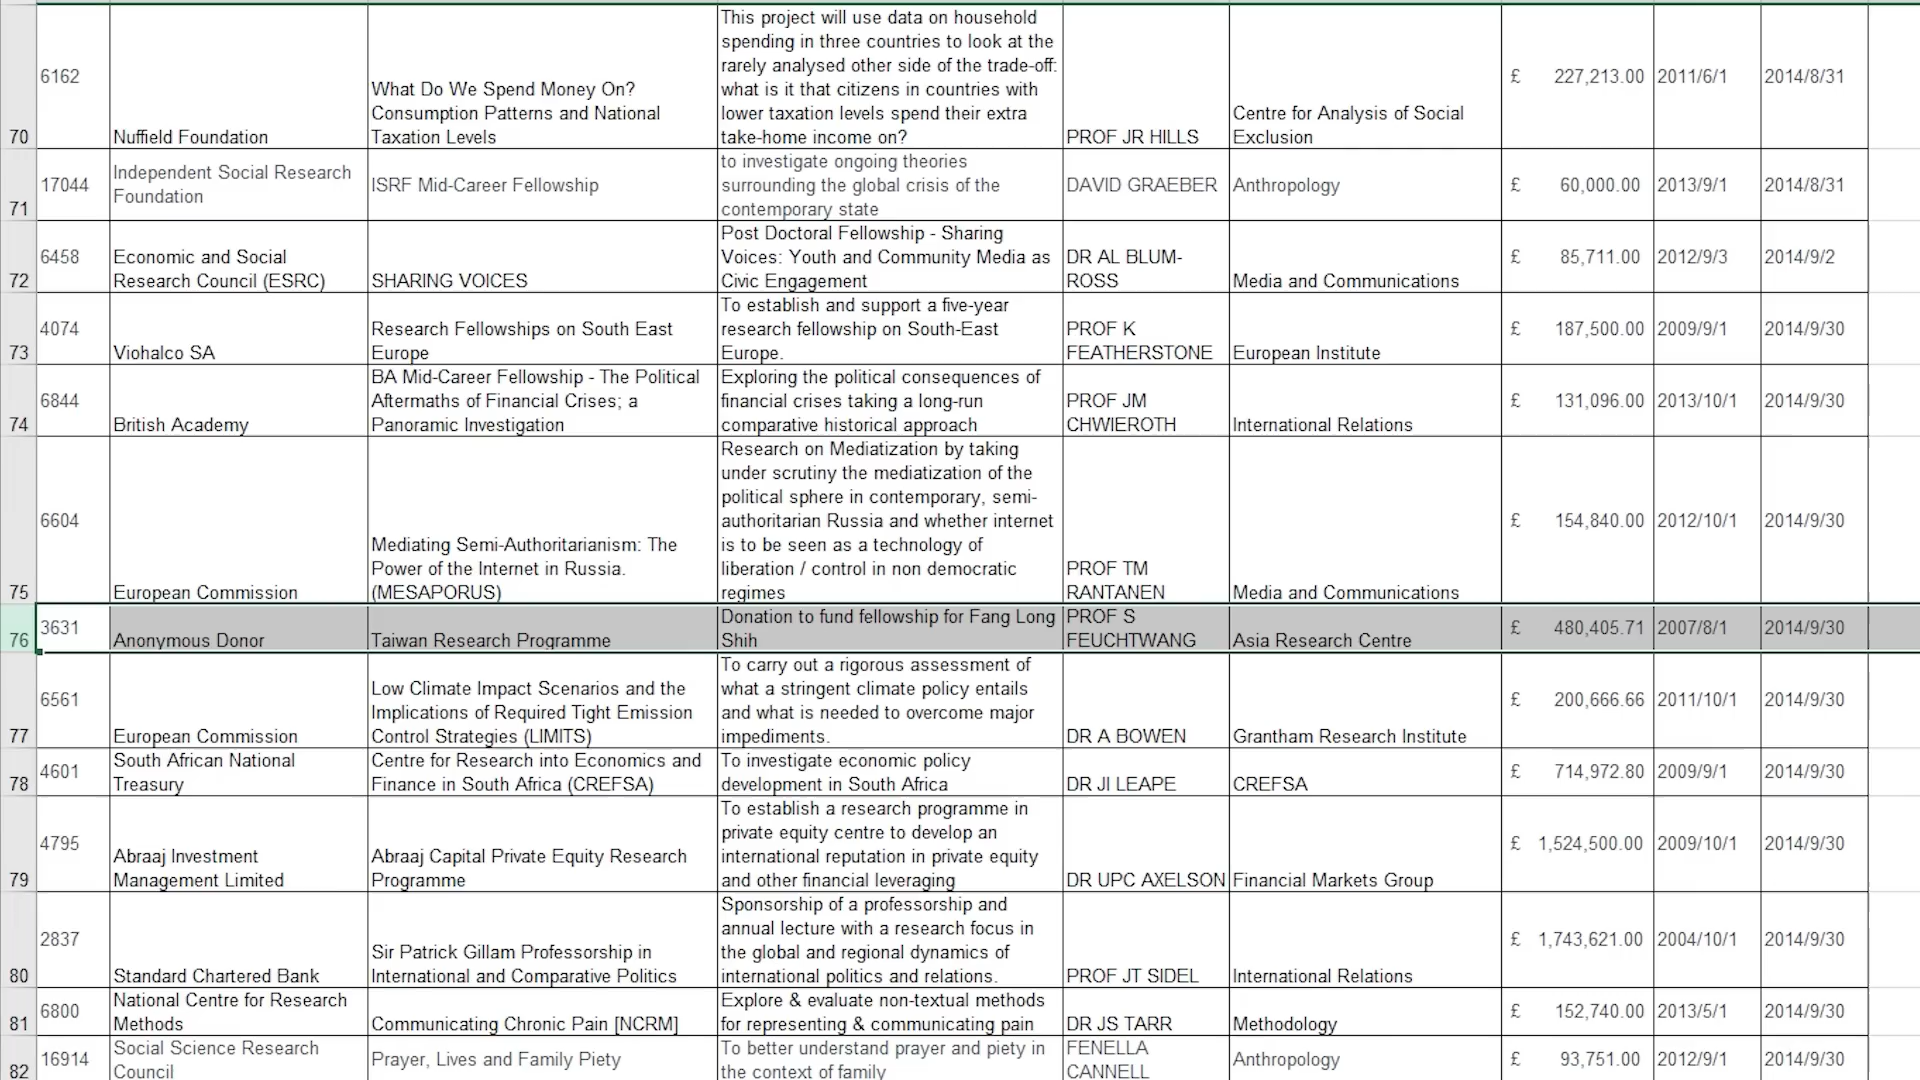 This project will use data on household
spending in three countries to look at the
rarely analysed other side of the trade-off:
what is it that citizens in countries with
lower taxation levels spend their extra
take-home income on?
6162
What Do We Spend Money On?
Consumption Patterns and National
Taxation Levels
£ 227,213.00 2011/6/1 2014/8/31
Centre for Analysis of Social
Exclusion
70 Nuffield Foundation
PROF JR HILLS
71 17044
Independent Social Research
Foundation
ISRF Mid-Career Fellowship
to investigate ongoing theories
surrounding the global crisis of the
contemporary state
DAVID GRAEBER
Anthropology
£ 60,000.00 2013/9/1 2014/8/31
72 6458
Economic and Social
Research Council (ESRC)
SHARING VOICES
Post Doctoral Fellowship - Sharing
Voices: Youth and Community Media as
Civic Engagement
DR AL BLUM-
ROSS
Media and Communications
£ 85,711.00 2012/9/3 2014/9/2
73 4074
Viohalco SA
Research Fellowships on South East
Europe
To establish and support a five-year
research fellowship on South-East
Europe.
PROF K
FEATHERSTONE
European Institute
£ 187,500.00 2009/9/1 2014/9/30
74 6844
British Academy
BA Mid-Career Fellowship - The Political
Aftermaths of Financial Crises; a
Panoramic Investigation
Exploring the political consequences of
financial crises taking a long-run
comparative historical approach
PROF JM
CHWIEROTH
International Relations
£ 131,096.00 2013/10/1 2014/9/30
75 6604
European Commission
Mediating Semi-Authoritarianism: The
Power of the Internet in Russia.
(MESAPORUS)
Research on Mediatization by taking
under scrutiny the mediatization of the
political sphere in contemporary, semi-
authoritarian Russia and whether internet
is to be seen as a technology of
liberation / control in non democratic
regimes
PROF TM
RANTANEN
Media and Communications
£ 154,840.00 2012/10/1 2014/9/30
76 3631
Anonymous Donor
Taiwan Research Programme
Donation to fund fellowship for Fang Long
Shih
PROF S
FEUCHTWANG
Asia Research Centre
£ 480,405.71 2007/8/1 2014/9/30
77 6561
European Commission
Low Climate Impact Scenarios and the
Implications of Required Tight Emission
Control Strategies (LIMITS)
To carry out a rigorous assessment of
what a stringent climate policy entails
and what is needed to overcome major
impediments.
DR A BOWEN
Grantham Research Institute
£ 200,666.66 2011/10/1 2014/9/30
78 4601
South African National
Treasury
Centre for Research into Economics and
Finance in South Africa (CREFSA)
To investigate economic policy
development in South Africa
DR JI LEAPE
CREFSA
£ 714,972.80 2009/9/1 2014/9/30
79 4795
Abraaj Investment
Management Limited
Abraaj Capital Private Equity Research
Programme
To establish a research programme in
private equity centre to develop an
international reputation in private equity
and other financial leveraging
DR UPC AXELSON
Financial Markets Group
£ 1,524,500.00 2009/10/1 2014/9/30
80 2837
Standard Chartered Bank
Sir Patrick Gillam Professorship in
International and Comparative Politics
Sponsorship of a professorship and
annual lecture with a research focus in
the global and regional dynamics of
international politics and relations.
PROF JT SIDEL
International Relations
£ 1,743,621.00 2004/10/1 2014/9/30
81 6800
National Centre for Research
Methods
Communicating Chronic Pain [NCRM]
Explore & evaluate non-textual methods
for representing & communicating pain
DR JS TARR
Methodology
£ 152,740.00 2013/5/1 2014/9/30
82 16914
Social Science Research
Council
Prayer, Lives and Family Piety
To better understand prayer and piety in
the context of family
FENELLA
CANNELL
Anthropology
£ 93,751.00 2012/9/1 2014/9/30